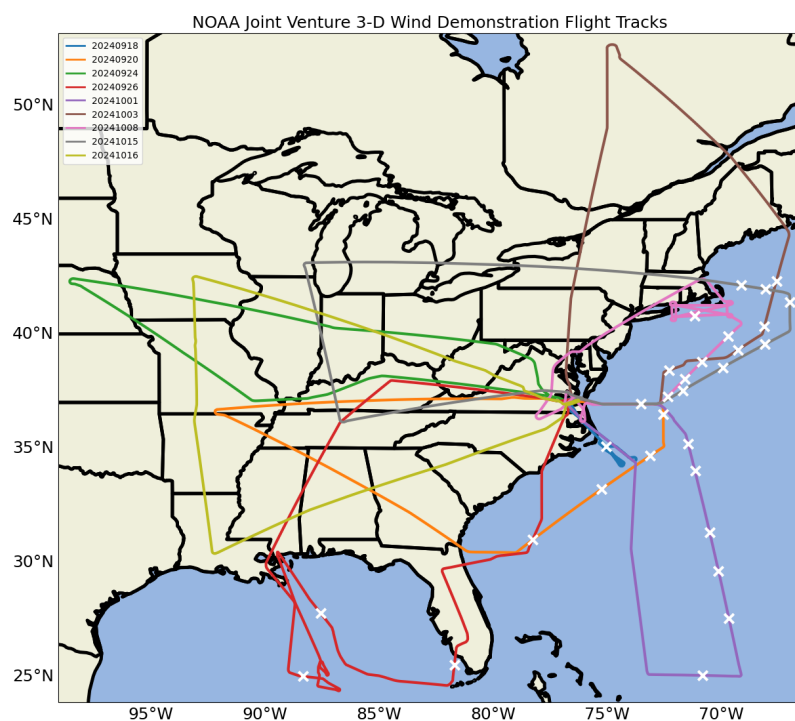 NOAA Joint Venture 3-D Wind Demonstration Flight Tracks
20240918
20240920
20240924
20240926
20241001
20241003
20241008
20241015
20241016
50°N
45°N
40°N
35°N
30°N
25°N
95°W
90°W
85°W
80°W
75°W
70°W